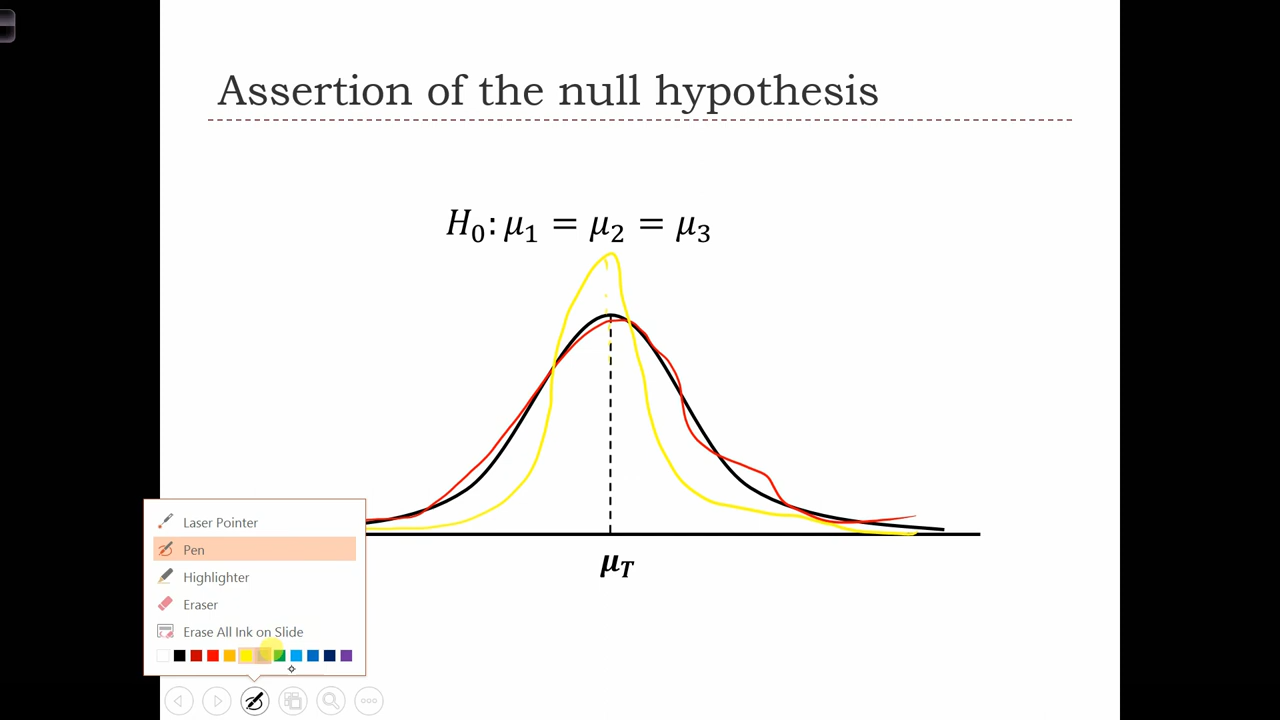 Assertion of the null hypothesis
H₀: μ₁ = μ₂ = μ₃
μ_T
Laser Pointer
Pen
Highlighter
Eraser
Erase All Ink on Slide